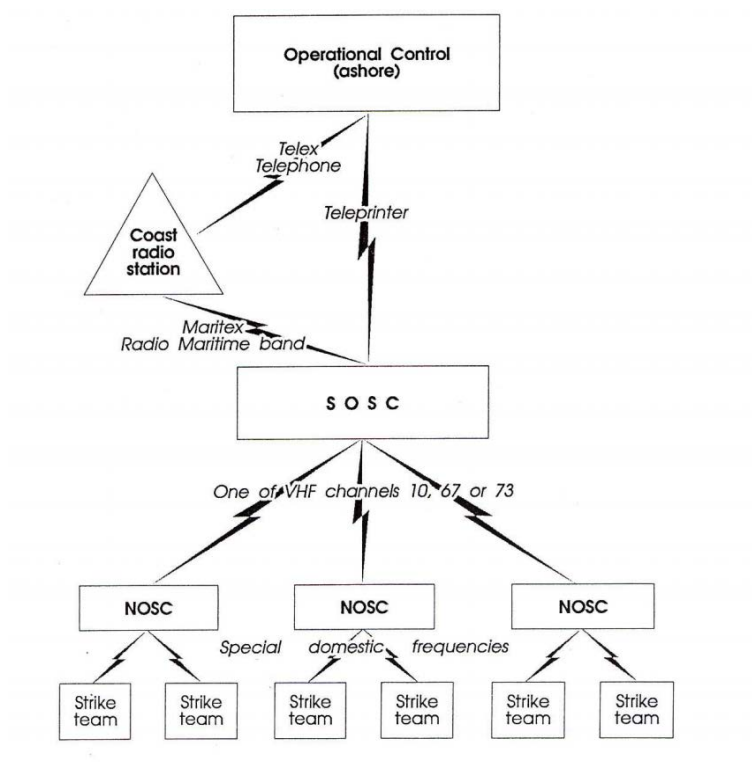 Operational Control
(ashore)
Telex
Telephone
Teleprinter
Coast
radio
station
Maritex
Radio Maritime band
S O S C
One of VHF channels 10, 67 or 73
NOSC
NOSC
NOSC
Special domestic frequencies
Strike
team
Strike
team
Strike
team
Strike
team
Strike
team
Strike
team